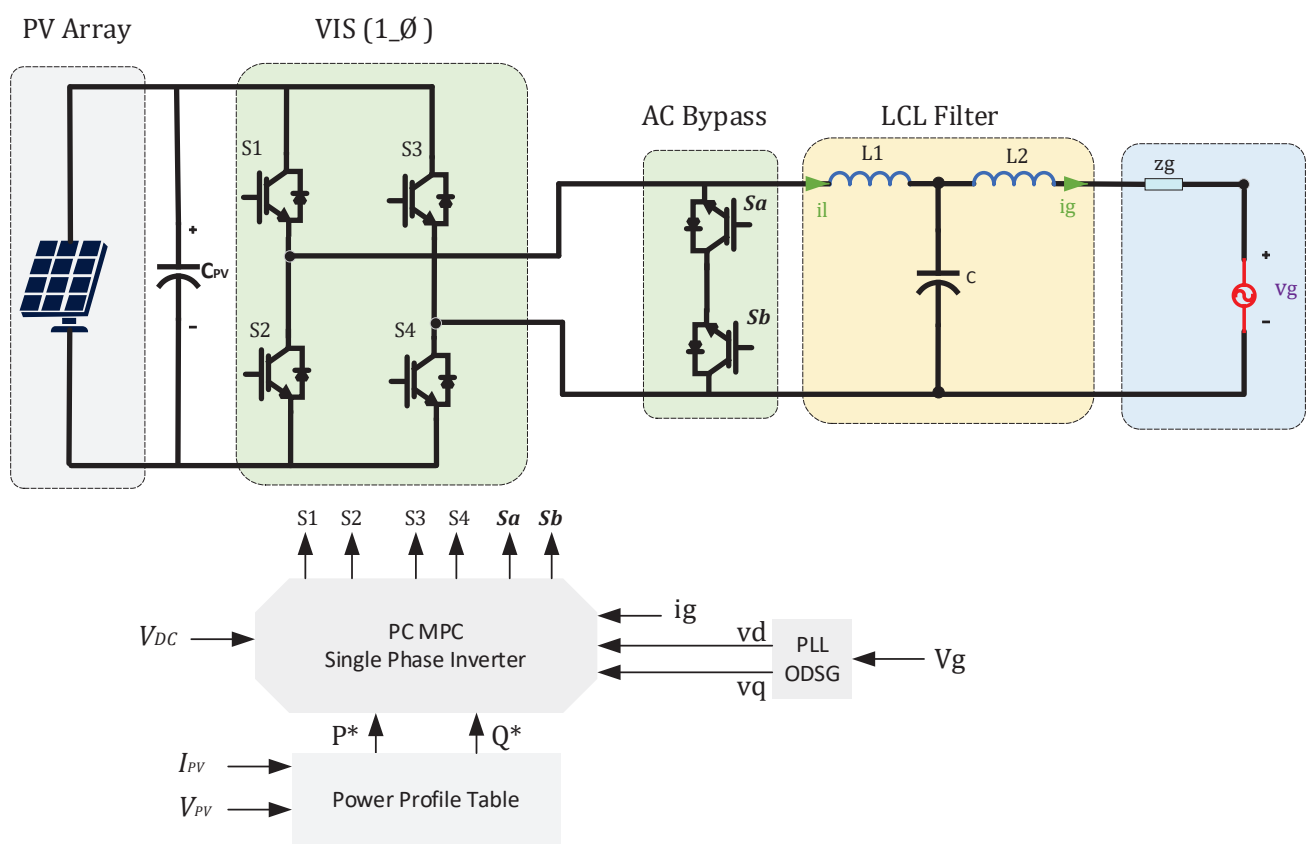 PV Array
VIS (1_Ø )
AC Bypass
LCL Filter
S1
S3
L1
L2
zg
Sa
il
ig
+
CPV
C
+
vg
-
-
S2
S4
Sb
S1 S2 S3 S4 Sa Sb
ig
VDC
PC MPC
Single Phase Inverter
vd
vq
PLL
ODSG
Vg
P*
Q*
IPV
VPV
Power Profile Table